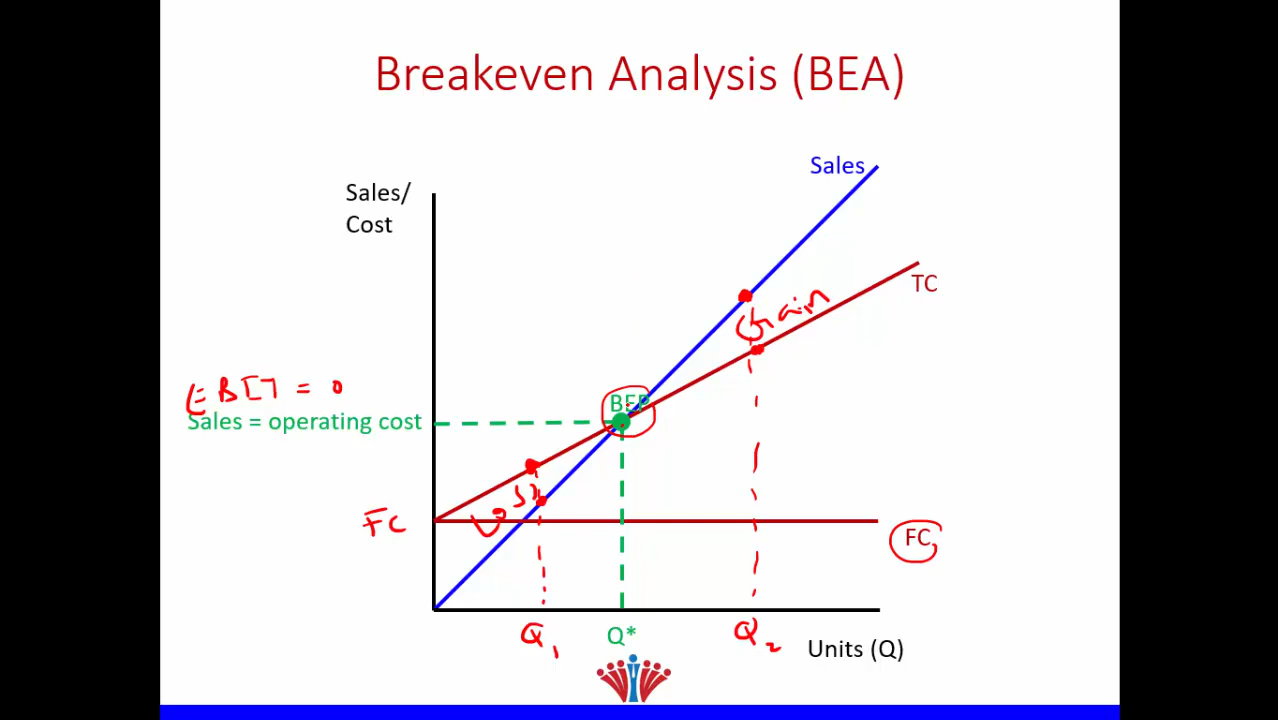 Breakeven Analysis (BEA)
Sales
Sales/
Cost
TC
Gain
EBIT = 0
BEP
Sales = operating cost
Loss
FC
FC
Q1
Q*
Q2
Units (Q)